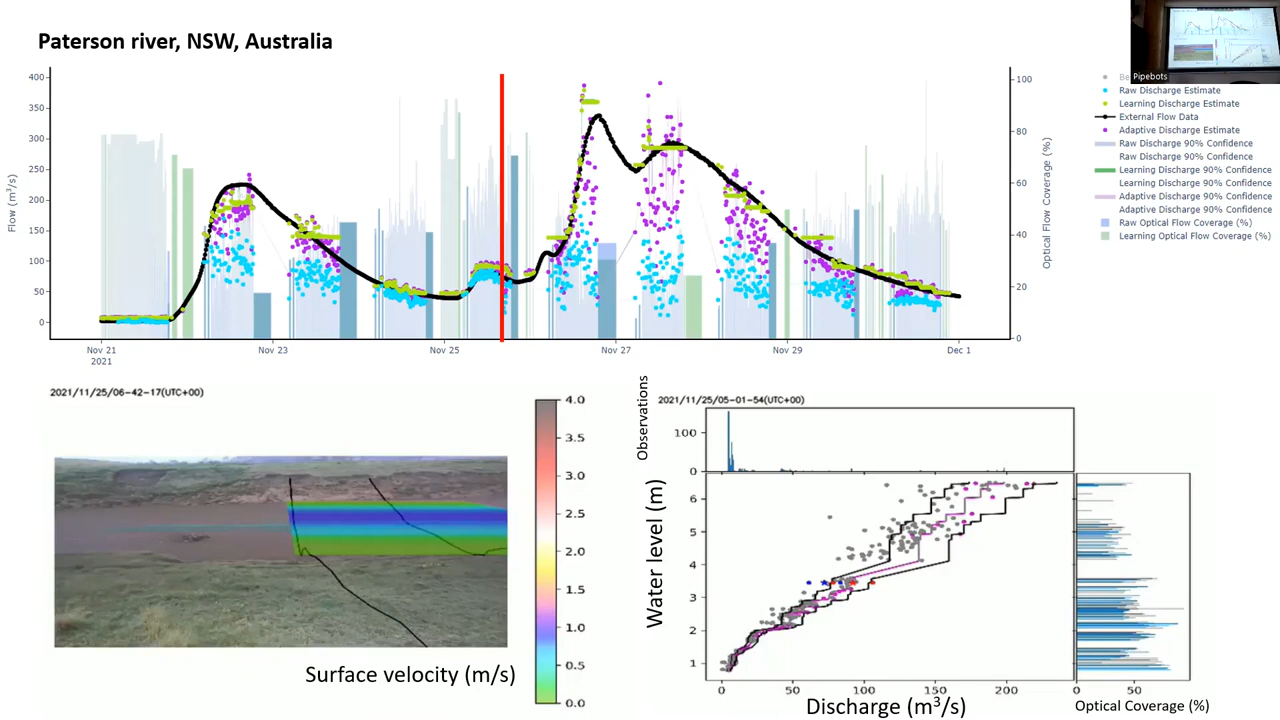 Paterson river, NSW, Australia
Pipebots
Raw Discharge Estimate
Learning Discharge Estimate
External Flow Data
Adaptive Discharge Estimate
Raw Discharge 90% Confidence
Raw Discharge 90% Confidence
Learning Discharge 90% Confidence
Learning Discharge 90% Confidence
Adaptive Discharge 90% Confidence
Adaptive Discharge 90% Confidence
Raw Optical Flow Coverage (%)
Learning Optical Flow Coverage (%)
Flow (m³/s)
400
350
300
250
200
150
100
50
0
Optical Flow Coverage (%)
100
80
60
40
20
0
Nov 21
2021
Nov 23
Nov 25
Nov 27
Nov 29
Dec 1
2021/11/25/06-42-17(UTC+00)
4.0
3.5
3.0
2.5
2.0
1.5
1.0
0.5
0.0
Surface velocity (m/s)
2021/11/25/05-01-54(UTC+00)
Observations
100
0
Water level (m)
6
5
4
3
2
1
0 50 100 150 200
Discharge (m³/s)
0 50
Optical Coverage (%)